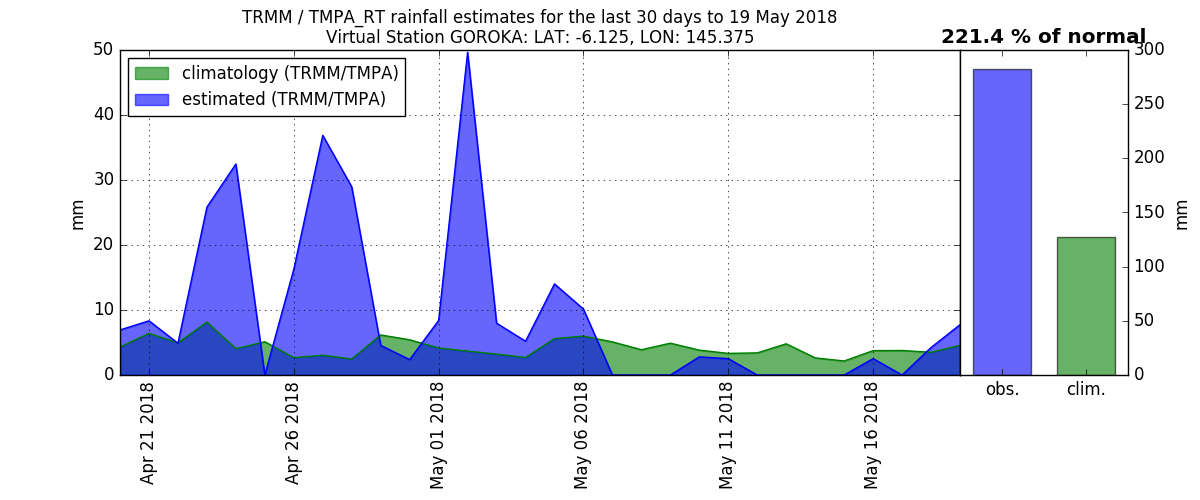 TRMM / TMPA_RT rainfall estimates for the last 30 days to 19 May 2018
Virtual Station GOROKA: LAT: -6.125, LON: 145.375
221.4 % of normal
climatology (TRMM/TMPA)
estimated (TRMM/TMPA)
50
40
30
20
10
0
mm
Apr 21 2018
Apr 26 2018
May 01 2018
May 06 2018
May 11 2018
May 16 2018
300
250
200
150
100
50
0
mm
obs.
clim.